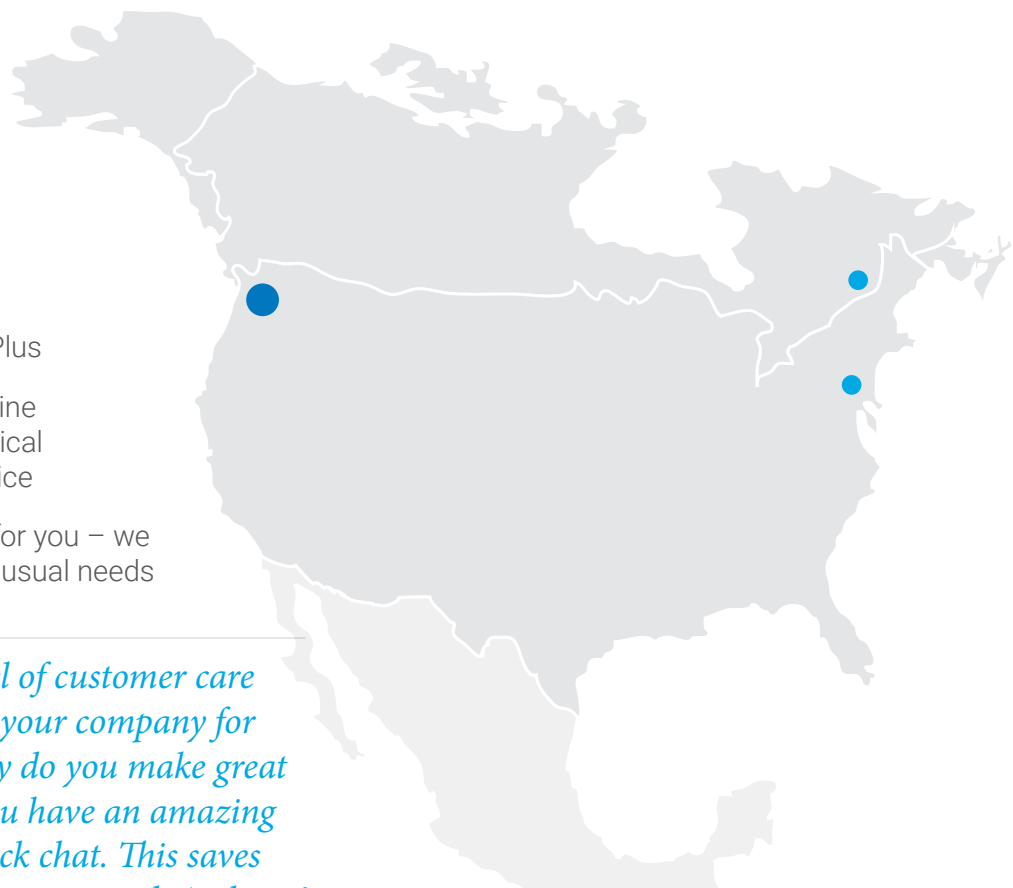 Plus
ine
ical
ice
for you – we
usual needs
l of customer care
your company for
y do you make great
u have an amazing
ck chat. This saves